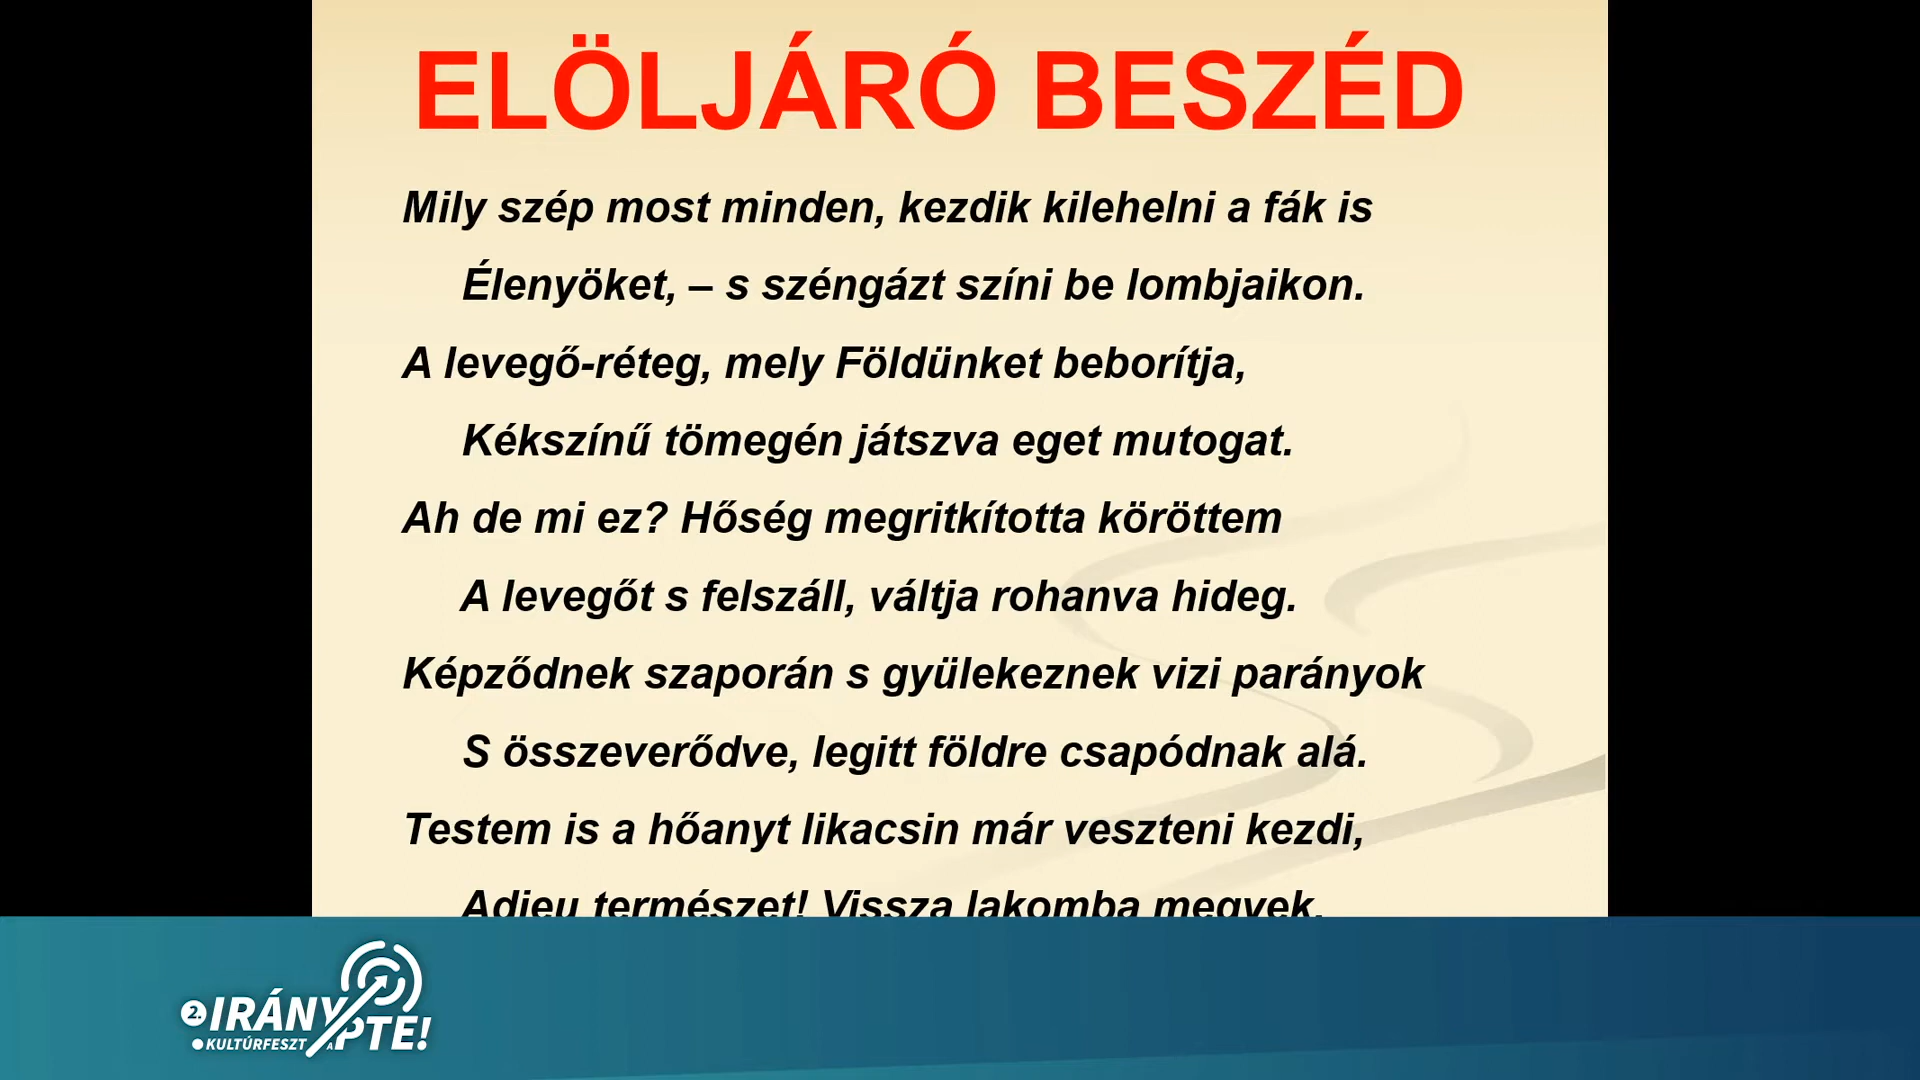 ELÖLJÁRÓ BESZÉD
Mily szép most minden, kezdik kilehelni a fák is
Élenyöket, – s széngázt színi be lombjaikon.
A levegő-réteg, mely Földünket beborítja,
Kékszínű tömegén játszva eget mutogat.
Ah de mi ez? Hőség megritkította köröttem
A levegőt s felszáll, váltja rohanva hideg.
Képződnek szaporán s gyülekeznek vizi parányok
S összeverődve, legitt földre csapódnak alá.
Testem is a hőanyt likacsin már veszteni kezdi,
Adieu természet! Vissza lakomba megyek.
2. IRÁNY
KULTÚRFESZT A PTE!